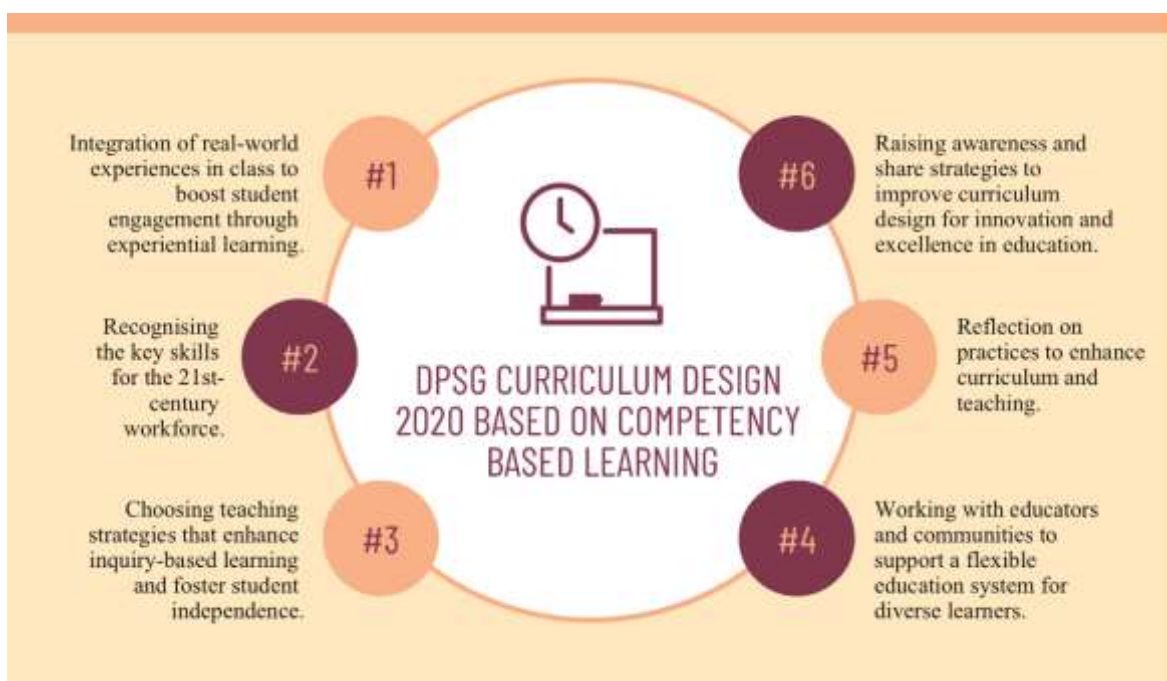 #1
Integration of real-world
experiences in class to
boost student
engagement through
experiential learning.
#2
Recognising
the key skills
for the 21st-
century
workforce.
#3
Choosing teaching
strategies that enhance
inquiry-based learning
and foster student
independence.
DPSG CURRICULUM DESIGN
2020 BASED ON COMPETENCY
BASED LEARNING
#6
Raising awareness and
share strategies to
improve curriculum
design for innovation and
excellence in education.
#5
Reflection on
practices to enhance
curriculum and
teaching.
#4
Working with educators
and communities to
support a flexible
education system for
diverse learners.